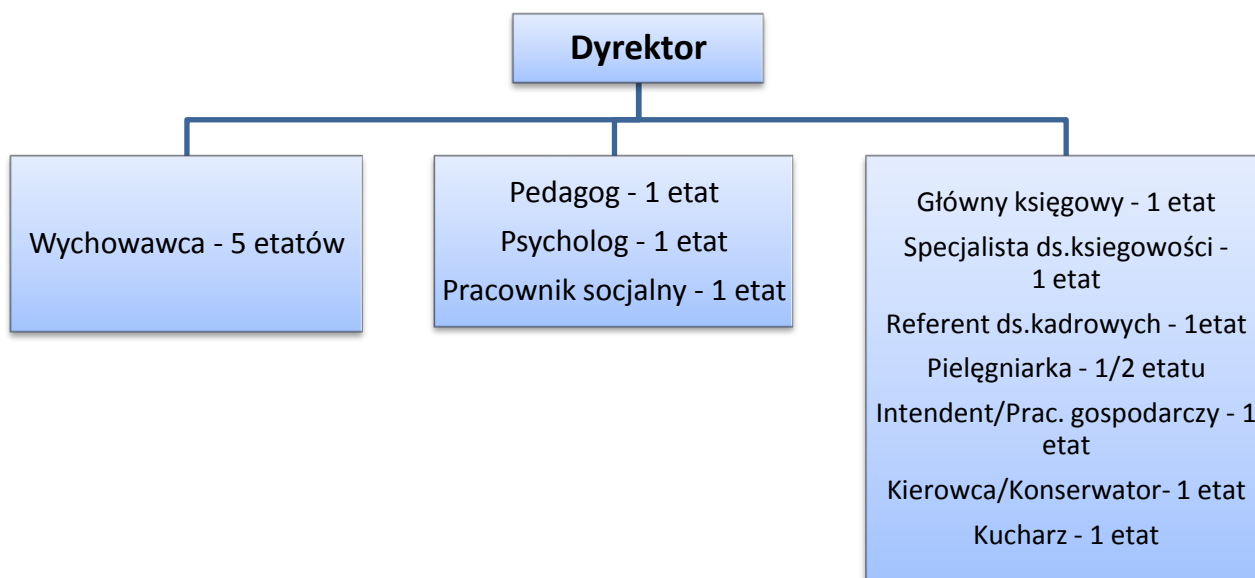 Dyrektor
Wychowawca - 5 etatów
Pedagog - 1 etat
Psycholog - 1 etat
Pracownik socjalny - 1 etat
Główny księgowy - 1 etat
Specjalista ds.ksiegowości -
1 etat
Referent ds.kadrowych - 1etat
Pielęgniarka - 1/2 etatu
Intendent/Prac. gospodarczy - 1
etat
Kierowca/Konserwator- 1 etat
Kucharz - 1 etat